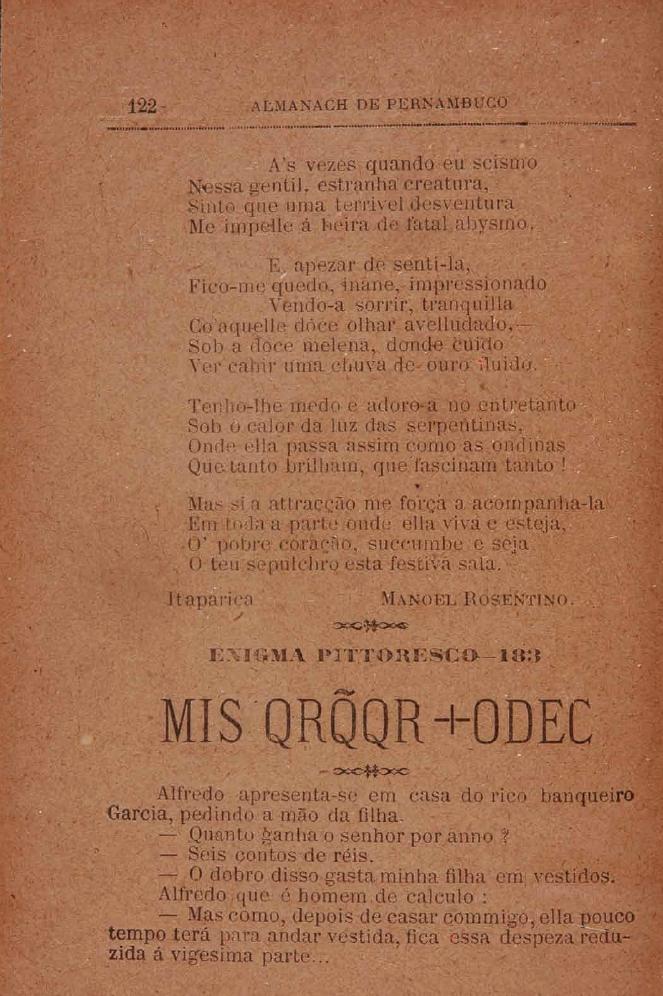 122 ALMANACH DE PERNAMBUCO
A's vezes quando eu scismo
Nessa gentil, estranha creatura,
Sinto que uma terrivel desventura
Me impelle á beira de fatal abysmo.
E, apezar de senti-la,
Fico-me quedo, inane, impressionado
Vendo-a sorrir, tranquilla
Co'aquelle dôce olhar avelludado,—
Sob a doce melena, donde cuido
Ver cahir uma chuva de ouro fluido.
Tenho-lhe medo e adoro-a no entretanto
Sob o calor da luz das serpentinas,
Onde ella passa assim como as ondinas
Que tanto brilham, que fascinam tanto !
Mas si a attracção me força a acompanha-la
Em toda a parte onde ella viva e esteja,
O' pobre coração, succumbe e seja
O teu sepulchro esta festiva sala.
Itaparica MANOEL ROSENTINO.
ENIGMA PITTORESCO—183
MIS QRQ̃QR+ODEC
Alfredo apresenta-se em casa do rico banqueiro
Garcia, pedindo a mão da filha.
— Quanto ganha o senhor por anno ?
— Seis contos de réis.
— O dobro disso gasta minha filha em vestidos.
Alfredo que é homem de calculo :
— Mas como, depois de casar commigo, ella pouco
tempo terá para andar vestida, fica essa despeza redu-
zida á vigesima parte...